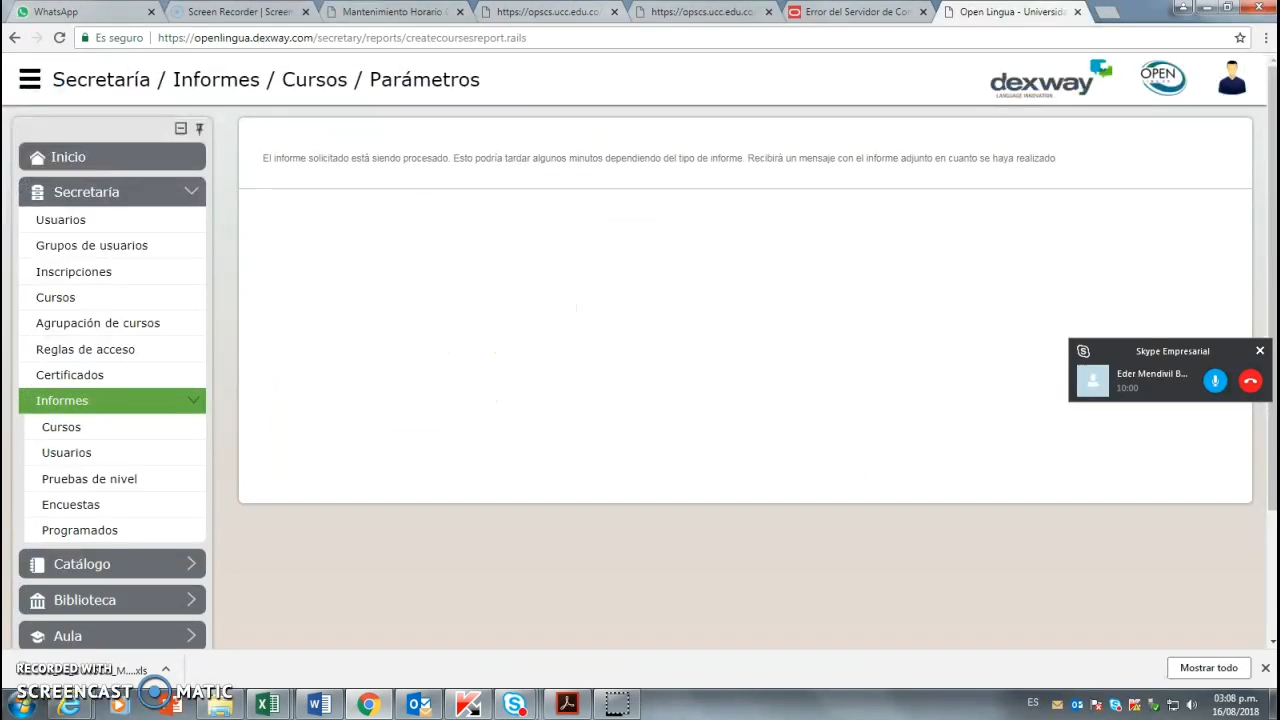 WhatsApp
Screen Recorder | Screem
Mantenimiento Horario G
https://opscs.ucc.edu.co
https://opscs.ucc.edu.co
Error del Servidor de Con
Open Lingua - Universida
Es seguro
https://openlingua.dexway.com/secretary/reports/createcoursesreport.rails
Secretaría / Informes / Cursos / Parámetros
dexway
LANGUAGE INNOVATION
OPEN
Inicio
Secretaría
Usuarios
Grupos de usuarios
Inscripciones
Cursos
Agrupación de cursos
Reglas de acceso
Certificados
Informes
Cursos
Usuarios
Pruebas de nivel
Encuestas
Programados
Catálogo
Biblioteca
Aula
El informe solicitado está siendo procesado. Esto podría tardar algunos minutos dependiendo del tipo de informe. Recibirá un mensaje con el informe adjunto en cuanto se haya realizado
Skype Empresarial
Eder Mendivil B...
10:00
RECORDED WITH
SCREENCAST MATIC
Mostrar todo
ES
03:08 p.m.
16/08/2018